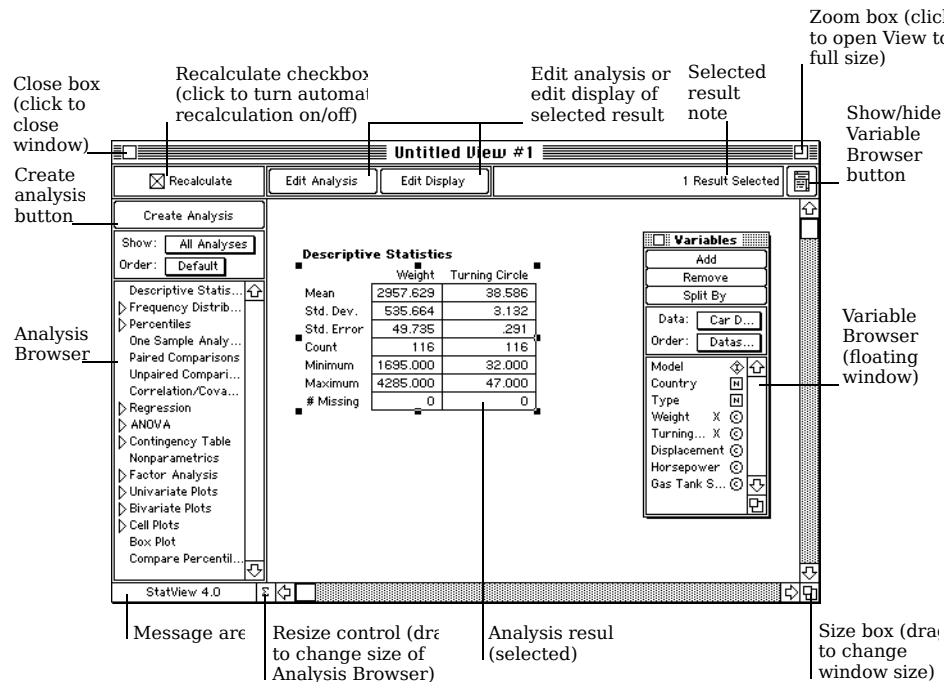 Zoom box (click
to open View to
full size)
Close box
(click to
close
window)
Recalculate checkbox
(click to turn automat
recalculation on/off)
Edit analysis or
edit display of
selected result
Selected
result
note
Show/hide
Variable
Browser
button
Untitled View #1
Recalculate
Edit Analysis
Edit Display
1 Result Selected
Create
analysis
button
Create Analysis
Show: All Analyses
Order: Default
Analysis
Browser
Descriptive Statis...
Frequency Distrib...
Percentiles
One Sample Analy...
Paired Comparisons
Unpaired Compari...
Correlation/Cova...
Regression
ANOVA
Contingency Table
Nonparametrics
Factor Analysis
Univariate Plots
Bivariate Plots
Cell Plots
Box Plot
Compare Percentil...
Descriptive Statistics
Weight Turning Circle
Mean 2957.629 38.586
Std. Dev. 535.664 3.132
Std. Error 49.735 .291
Count 116 116
Minimum 1695.000 32.000
Maximum 4285.000 47.000
# Missing 0 0
Variables
Add
Remove
Split By
Data: Car D...
Order: Datas...
Model I
Country N
Type N
Weight X C
Turning... X C
Displacement C
Horsepower C
Gas Tank S... C
Variable
Browser
(floating
window)
StatView 4.0 Σ
Message are
Resize control (dra
to change size of
Analysis Browser)
Analysis resul
(selected)
Size box (drag
to change
window size)